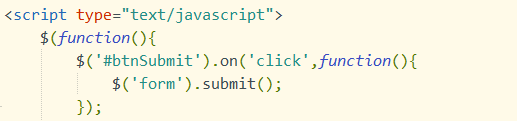 <script type="text/javascript">
$(function(){
$('#btnSubmit').on('click',function(){
$('form').submit();
});